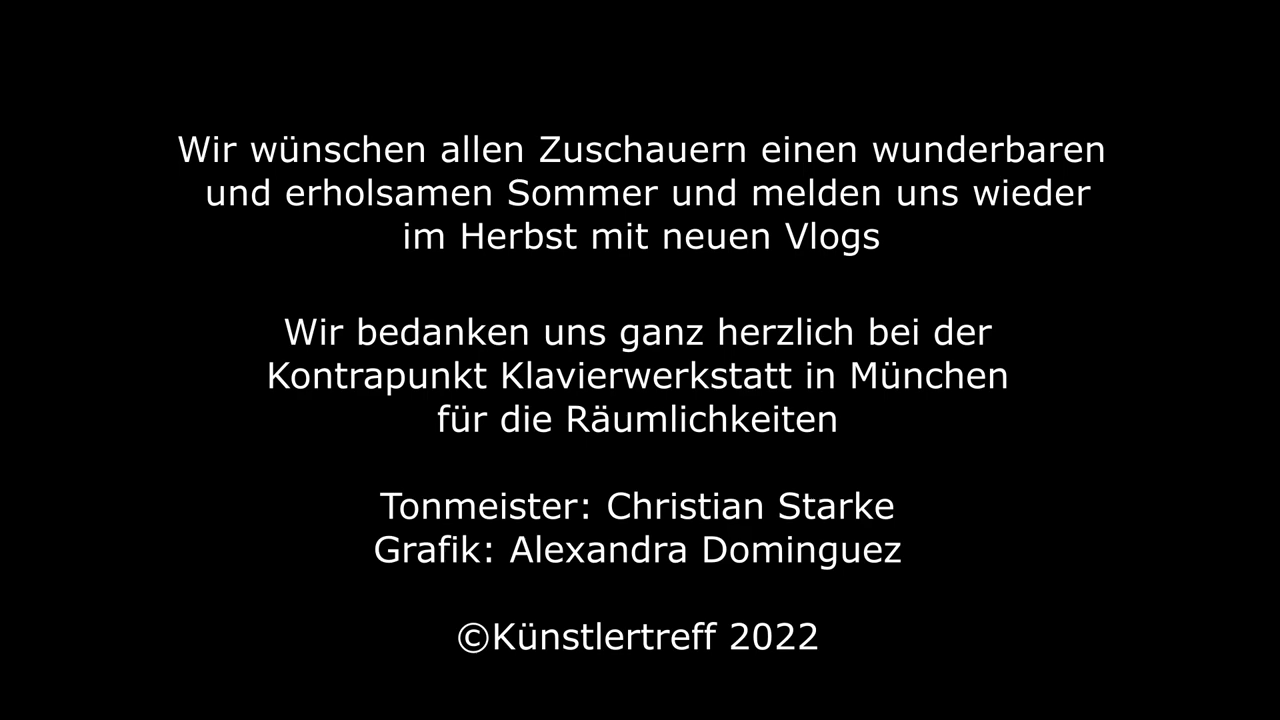 Wir wünschen allen Zuschauern einen wunderbaren
und erholsamen Sommer und melden uns wieder
im Herbst mit neuen Vlogs
Wir bedanken uns ganz herzlich bei der
Kontrapunkt Klavierwerkstatt in München
für die Räumlichkeiten
Tonmeister: Christian Starke
Grafik: Alexandra Dominguez
©Künstlertreff 2022